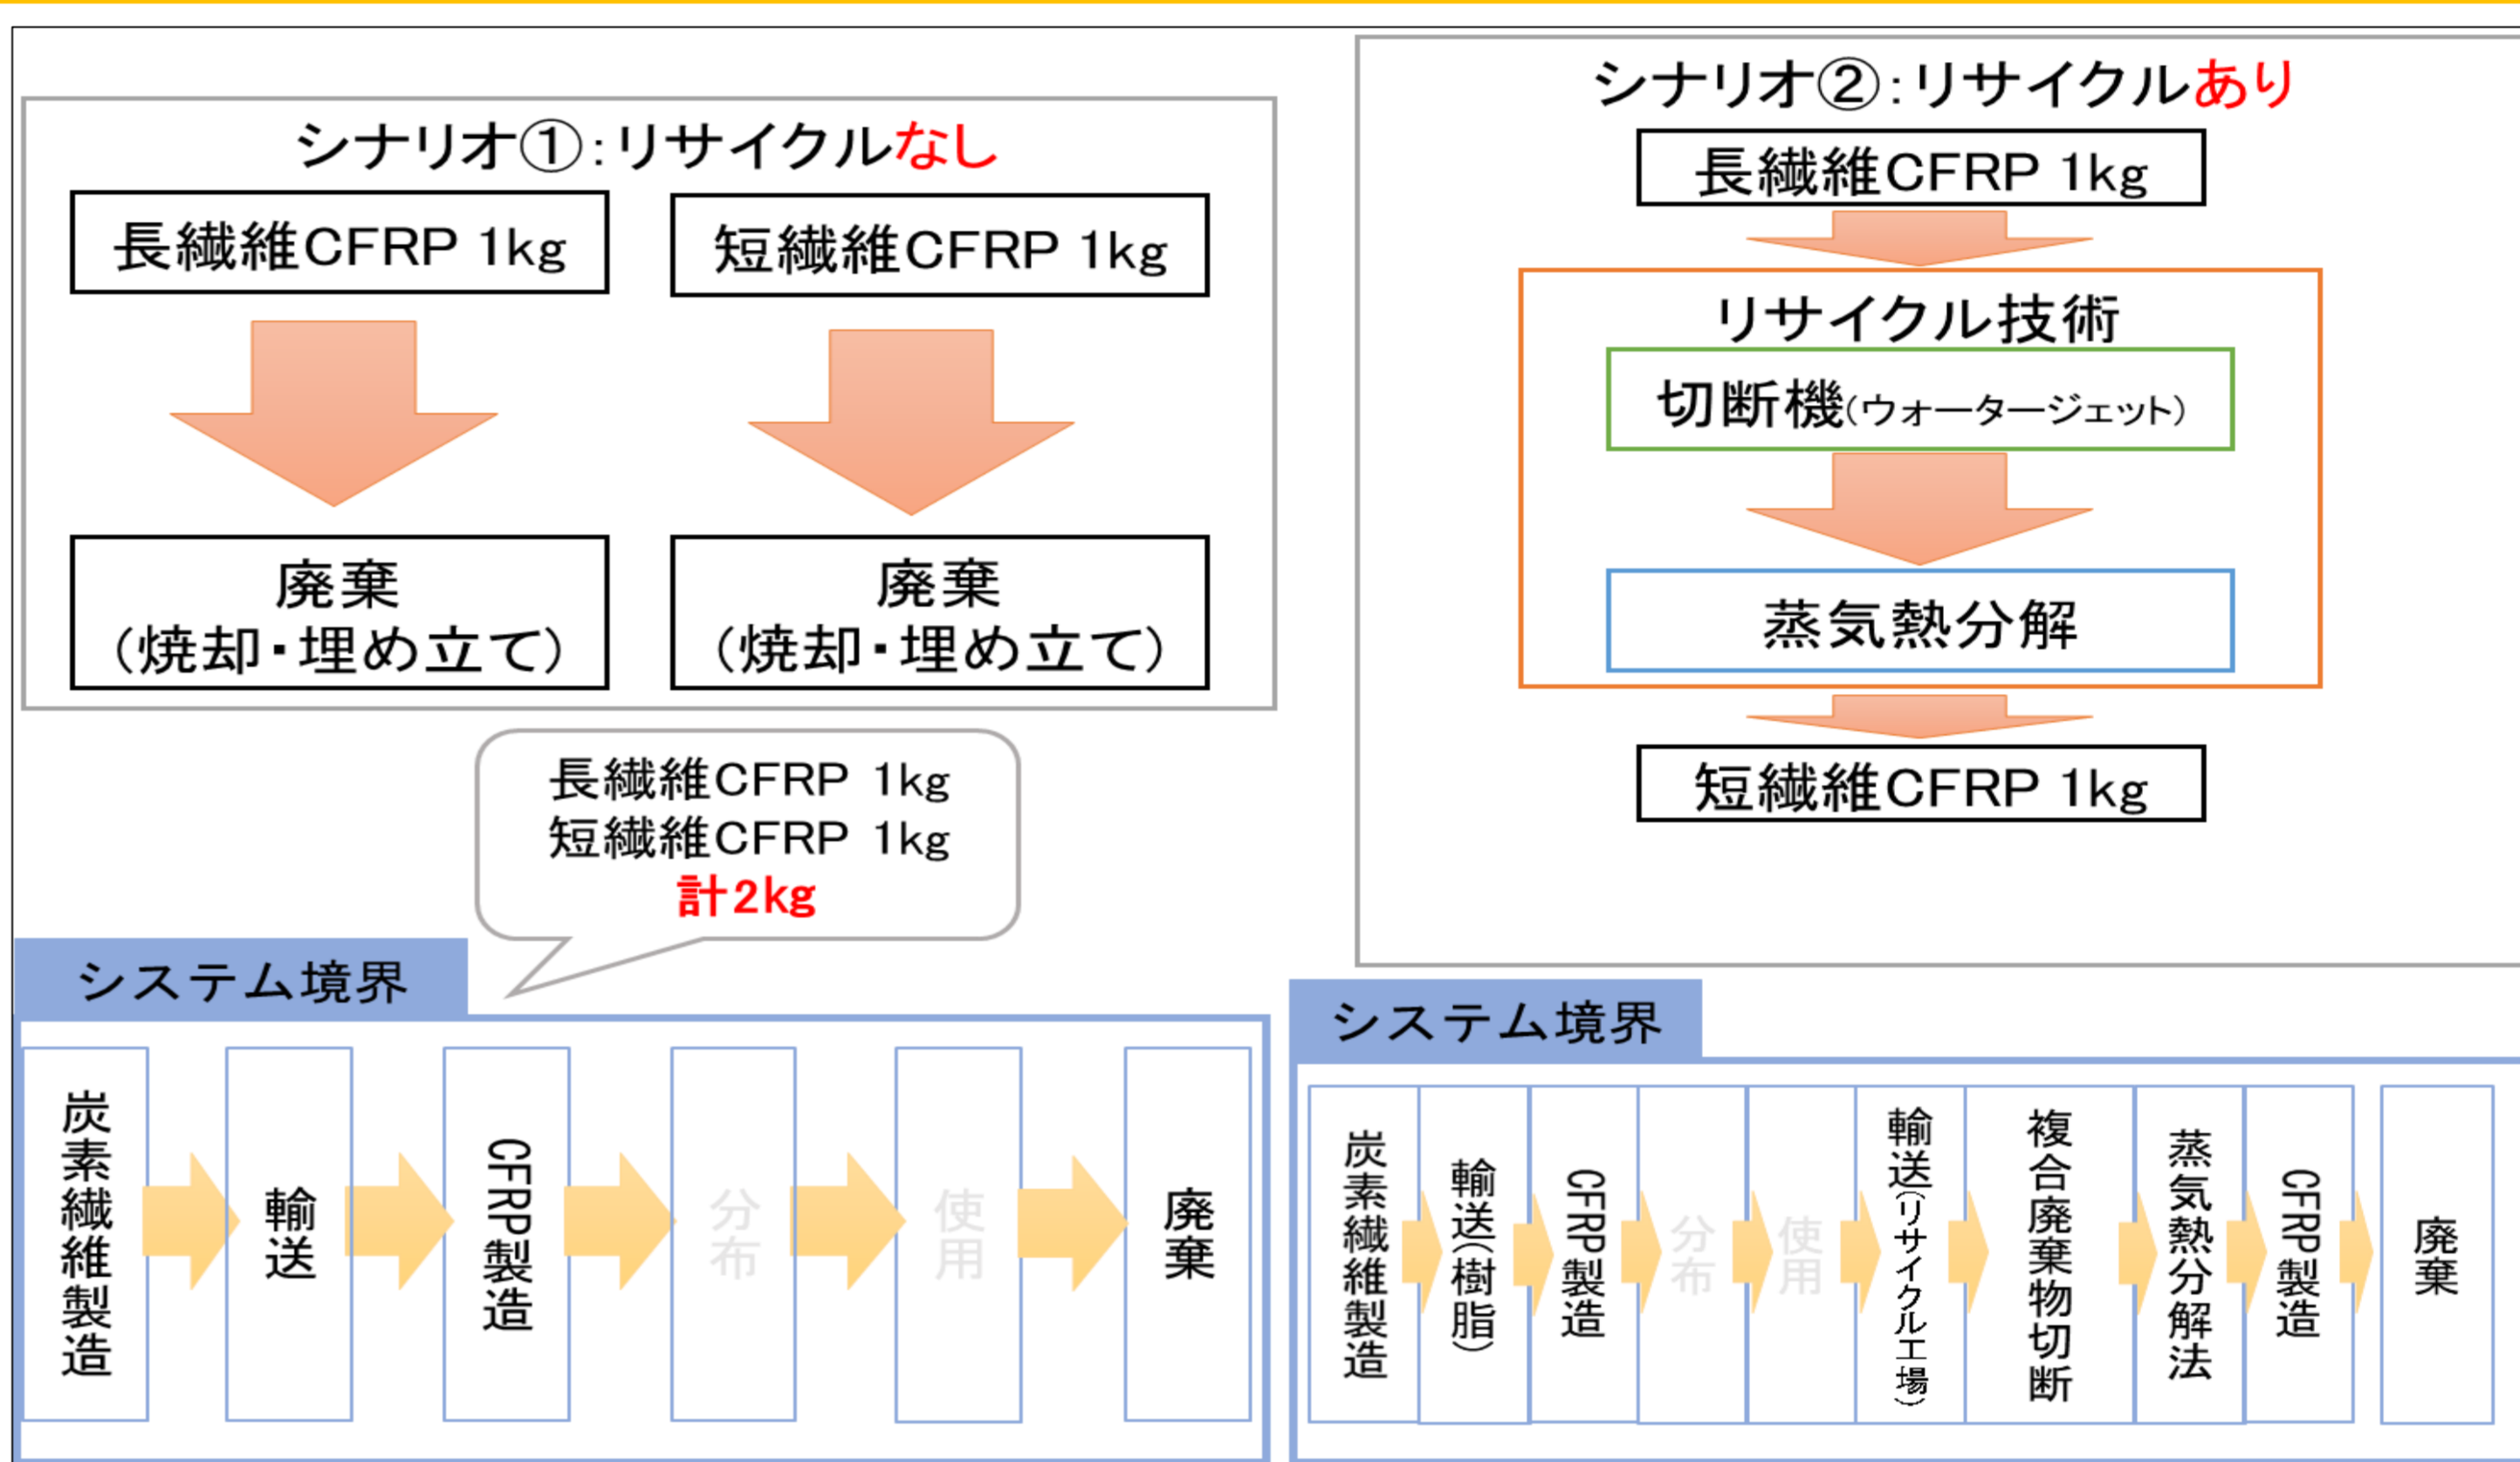 シナリオ①:リサイクルなし
長繊維CFRP 1kg
短繊維CFRP 1kg
廃棄
(焼却・埋め立て)
廃棄
(焼却・埋め立て)
長繊維CFRP 1kg
短繊維CFRP 1kg
計2kg
システム境界
炭素繊維製造
輸送
CFRP製造
分布
使用
廃棄
シナリオ②:リサイクルあり
長繊維CFRP 1kg
リサイクル技術
切断機(ウォータージェット)
蒸気熱分解
短繊維CFRP 1kg
システム境界
炭素繊維製造
輸送(樹脂)
CFRP製造
分布
使用
輸送(リサイクル工場)
複合廃棄物切断
蒸気熱分解法
CFRP製造
廃棄